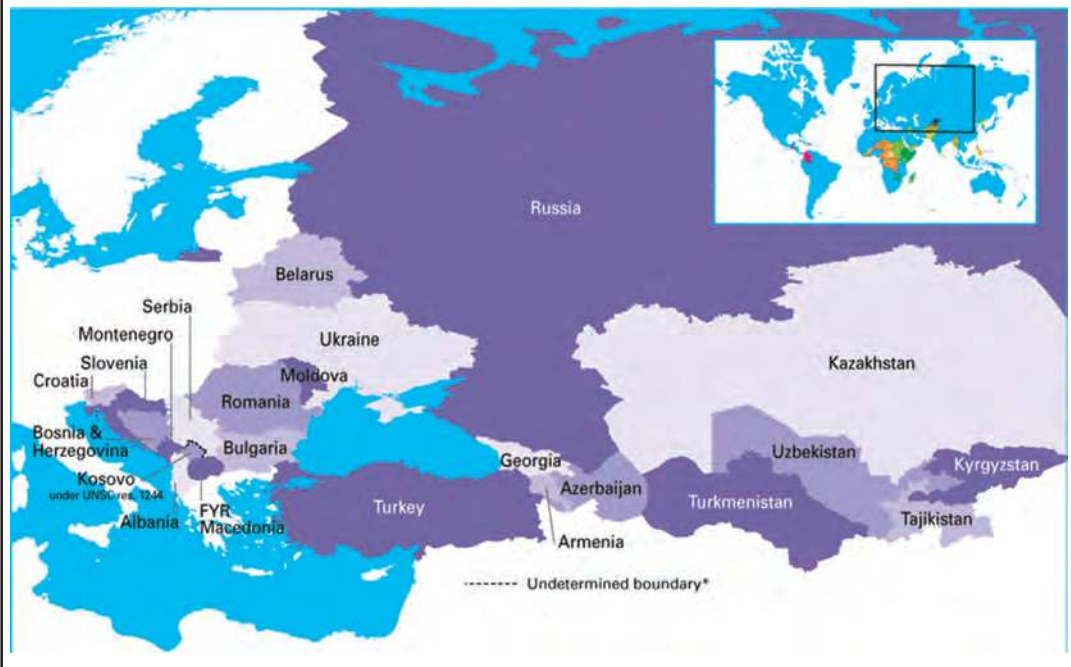 Russia
Belarus
Serbia
Ukraine
Montenegro
Slovenia
Kazakhstan
Croatia
Moldova
Romania
Bosnia &
Herzegovina
Bulgaria
Uzbekistan
Georgia
Kyrgyzstan
Kosovo
under UNSC res. 1244
Azerbaijan
Turkey
Turkmenistan
FYR
Macedonia
Albania
Tajikistan
Armenia
Undetermined boundary*